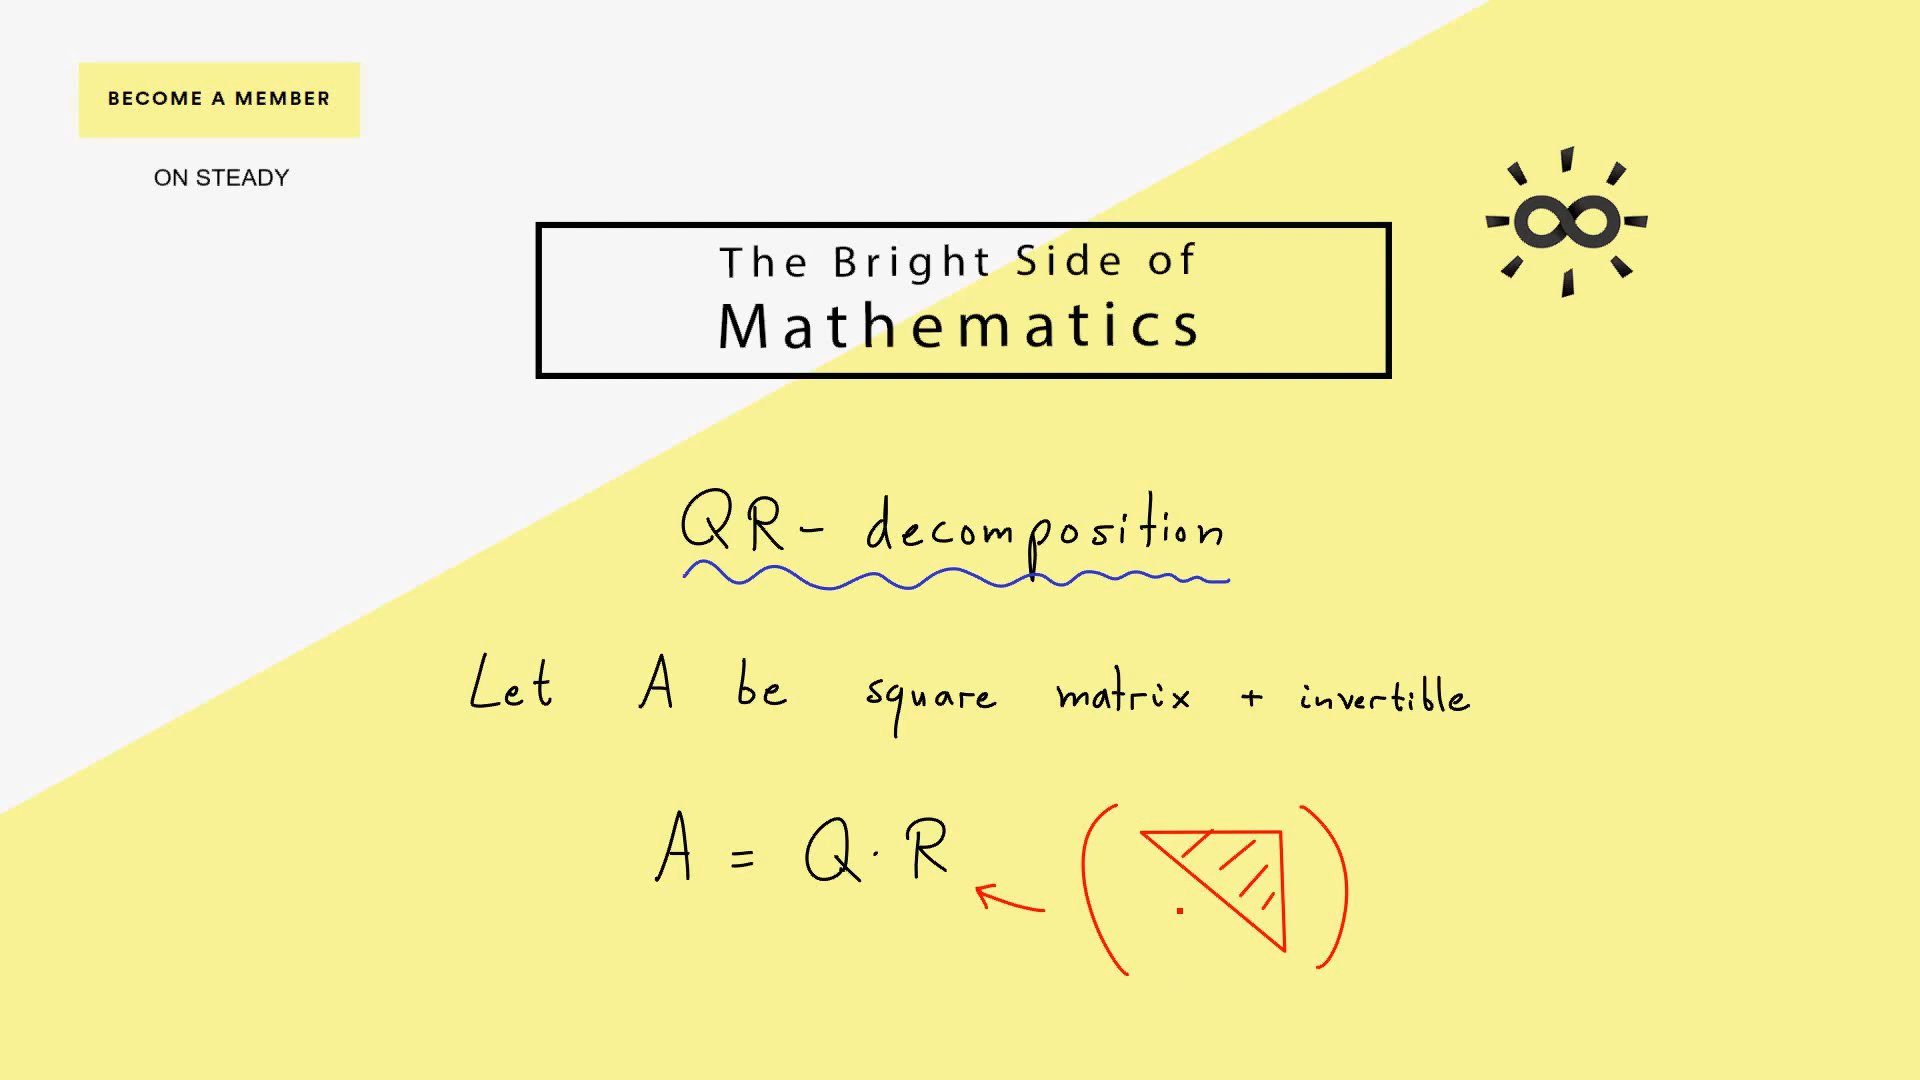 BECOME A MEMBER
ON STEADY
The Bright Side of
Mathematics
QR- decomposition
Let A be square matrix + invertible
A = Q · R